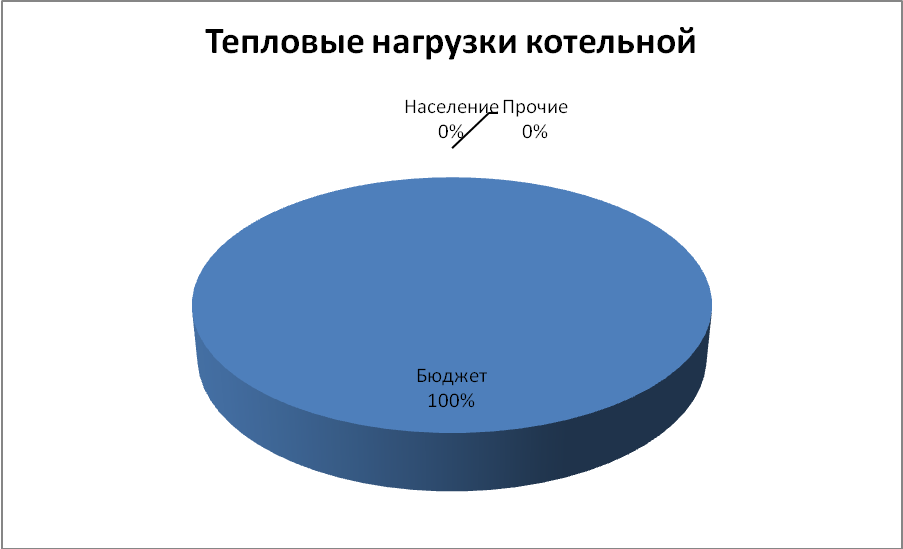 Тепловые нагрузки котельной
Население
0%
Прочие
0%
Бюджет
100%